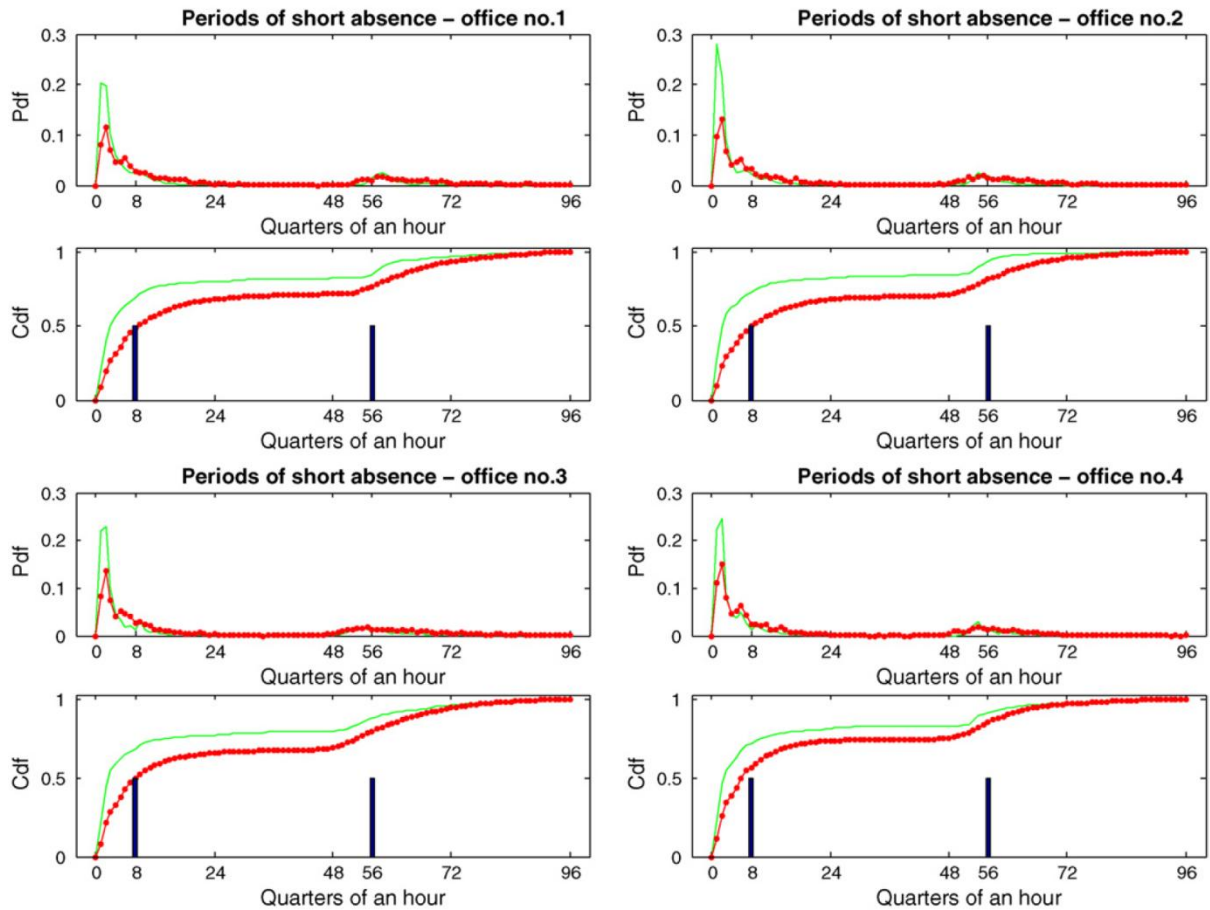 Periods of short absence – office no.1
0.3
0.2
0.1
0
Pdf
0 8 24 48 56 72 96
Quarters of an hour
1
0.5
0
Cdf
0 8 24 48 56 72 96
Quarters of an hour
Periods of short absence – office no.2
0.3
0.2
0.1
0
Pdf
0 8 24 48 56 72 96
Quarters of an hour
1
0.5
0
Cdf
0 8 24 48 56 72 96
Quarters of an hour
Periods of short absence – office no.3
0.3
0.2
0.1
0
Pdf
0 8 24 48 56 72 96
Quarters of an hour
1
0.5
0
Cdf
0 8 24 48 56 72 96
Quarters of an hour
Periods of short absence – office no.4
0.3
0.2
0.1
0
Pdf
0 8 24 48 56 72 96
Quarters of an hour
1
0.5
0
Cdf
0 8 24 48 56 72 96
Quarters of an hour